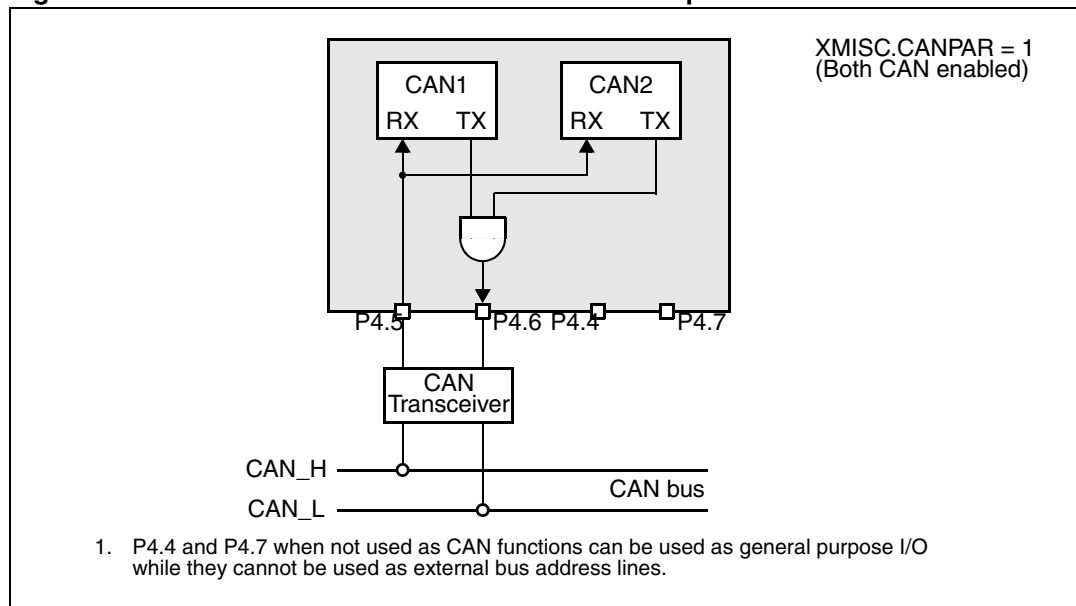 XMISC.CANPAR = 1
(Both CAN enabled)
CAN1
RX TX
CAN2
RX TX
P4.5
P4.6
P4.4
P4.7
CAN
Transceiver
CAN_H
CAN bus
CAN_L
1. P4.4 and P4.7 when not used as CAN functions can be used as general purpose I/O
while they cannot be used as external bus address lines.